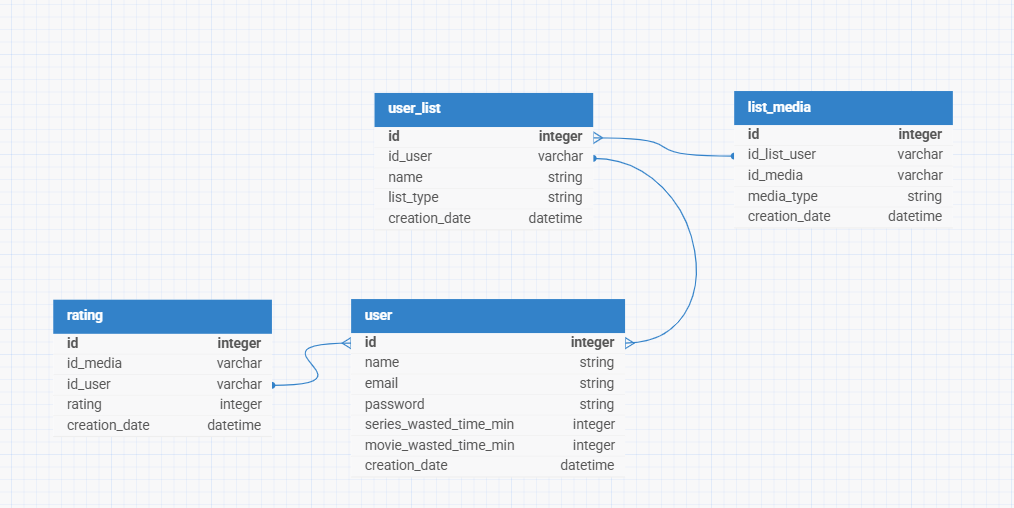 user_list
id integer
id_user varchar
name string
list_type string
creation_date datetime
list_media
id integer
id_list_user varchar
id_media varchar
media_type string
creation_date datetime
rating
id integer
id_media varchar
id_user varchar
rating integer
creation_date datetime
user
id integer
name string
email string
password string
series_wasted_time_min integer
movie_wasted_time_min integer
creation_date datetime